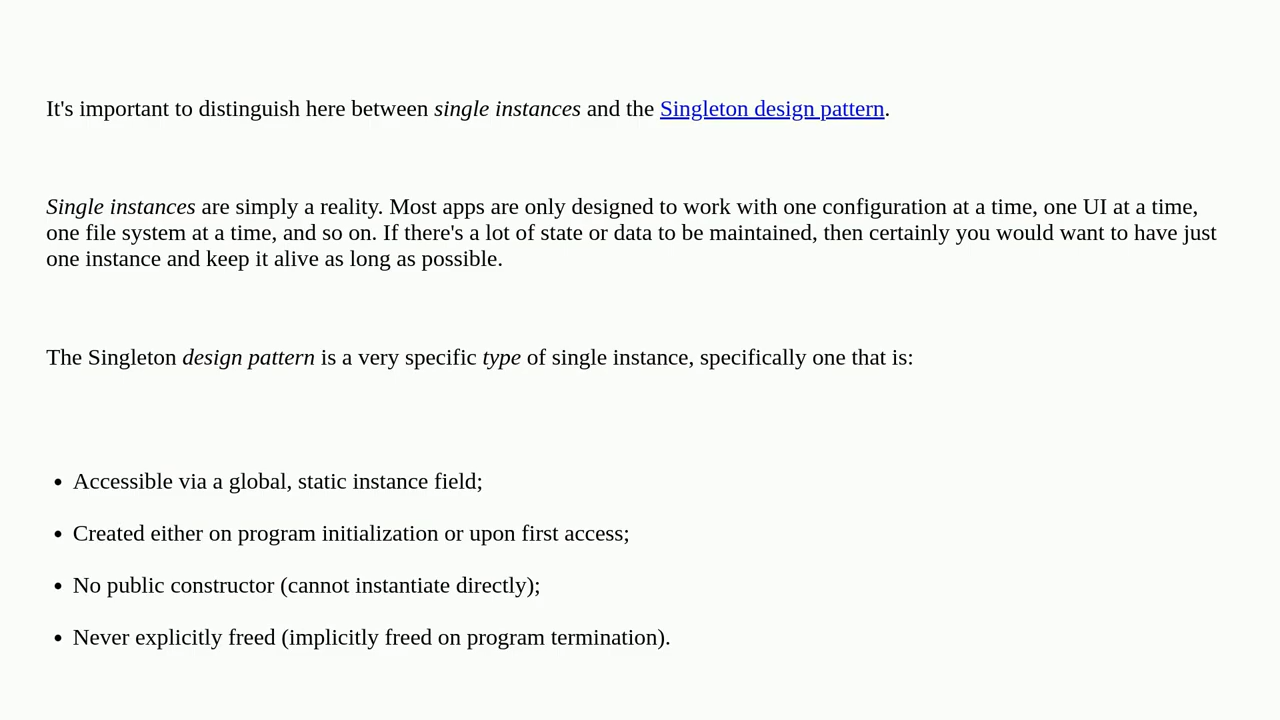 It's important to distinguish here between single instances and the Singleton design pattern.
Single instances are simply a reality. Most apps are only designed to work with one configuration at a time, one UI at a time,
one file system at a time, and so on. If there's a lot of state or data to be maintained, then certainly you would want to have just
one instance and keep it alive as long as possible.
The Singleton design pattern is a very specific type of single instance, specifically one that is:
• Accessible via a global, static instance field;
• Created either on program initialization or upon first access;
• No public constructor (cannot instantiate directly);
• Never explicitly freed (implicitly freed on program termination).